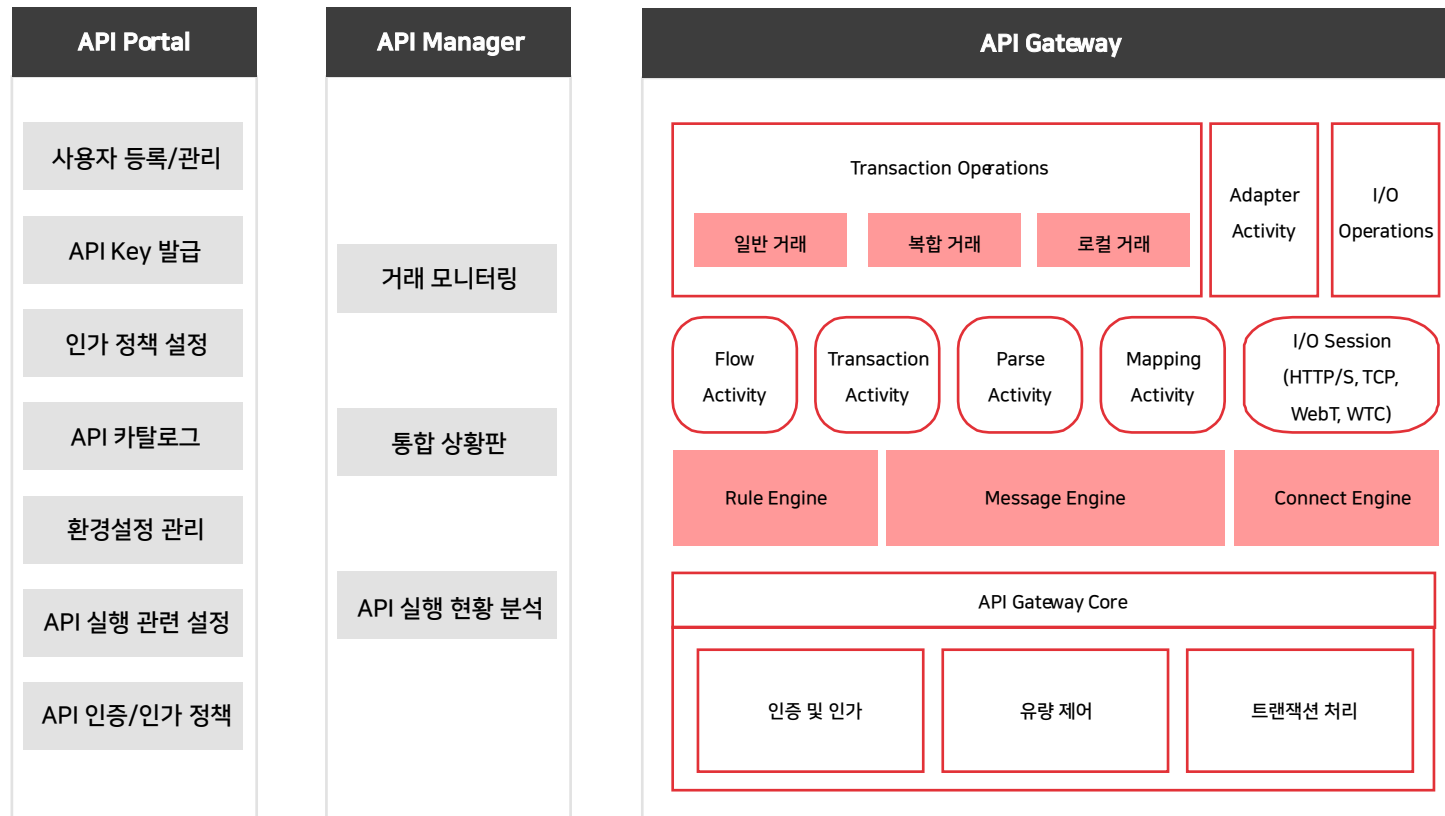 API Portal
사용자 등록/관리
API Key 발급
인가 정책 설정
API 카탈로그
환경설정 관리
API 실행 관련 설정
API 인증/인가 정책
API Manager
거래 모니터링
통합 상황판
API 실행 현황 분석
API Gateway
Transaction Operations
일반 거래
복합 거래
로컬 거래
Adapter
Activity
I/O
Operations
Flow
Activity
Transaction
Activity
Parse
Activity
Mapping
Activity
I/O Session
(HTTP/S, TCP,
WebT, WTC)
Rule Engine
Message Engine
Connect Engine
API Gateway Core
인증 및 인가
유량 제어
트랜잭션 처리